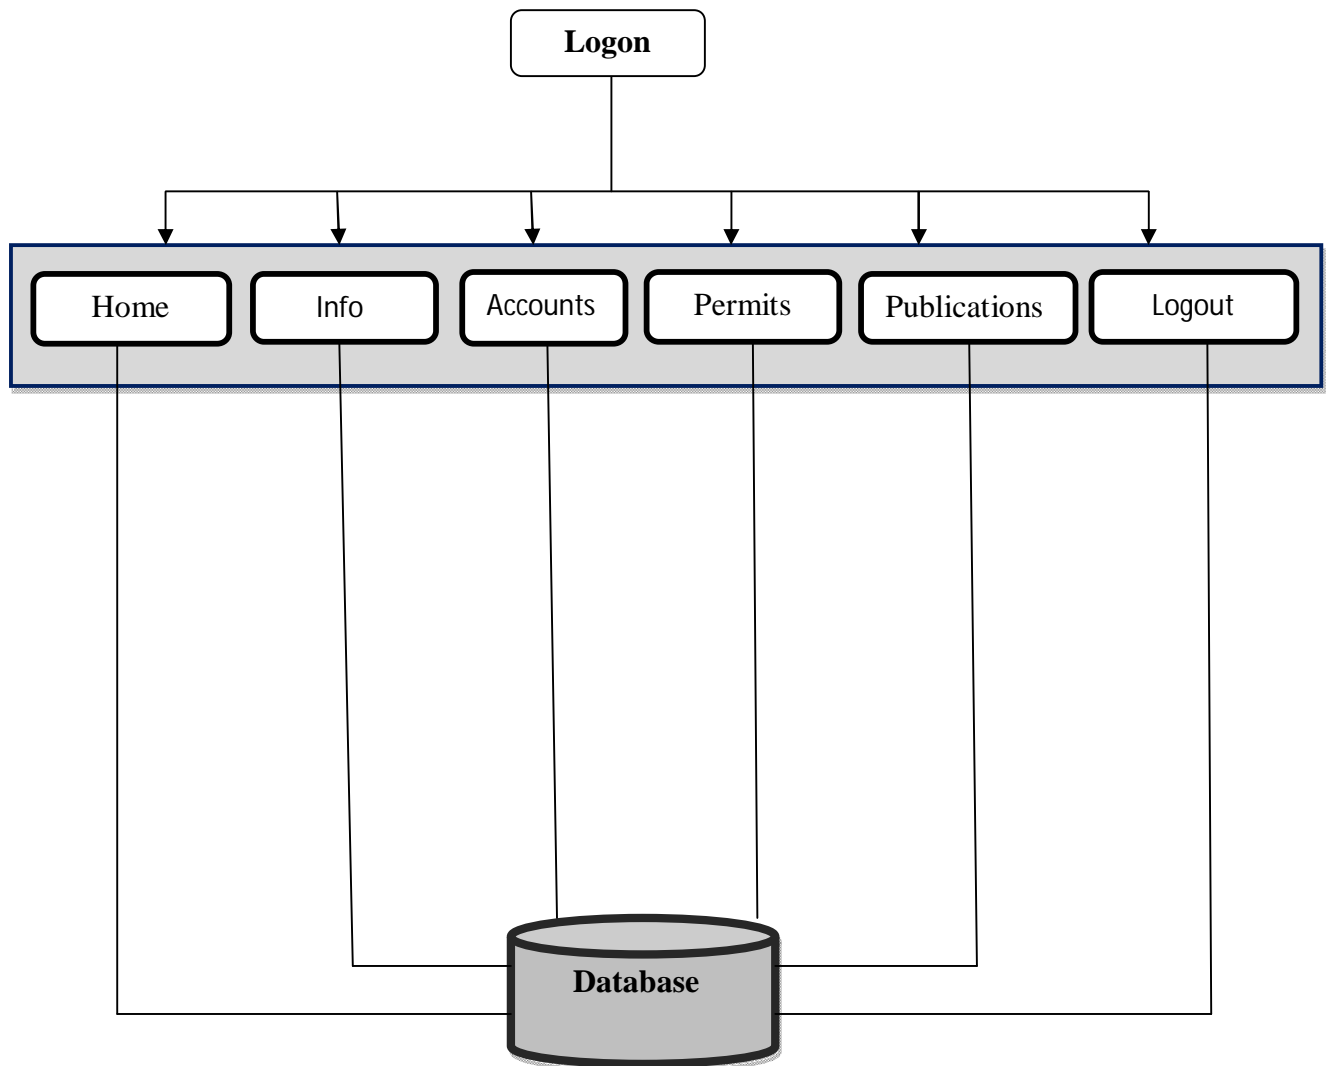 Logon
Home
Info
Accounts
Permits
Publications
Logout
Database